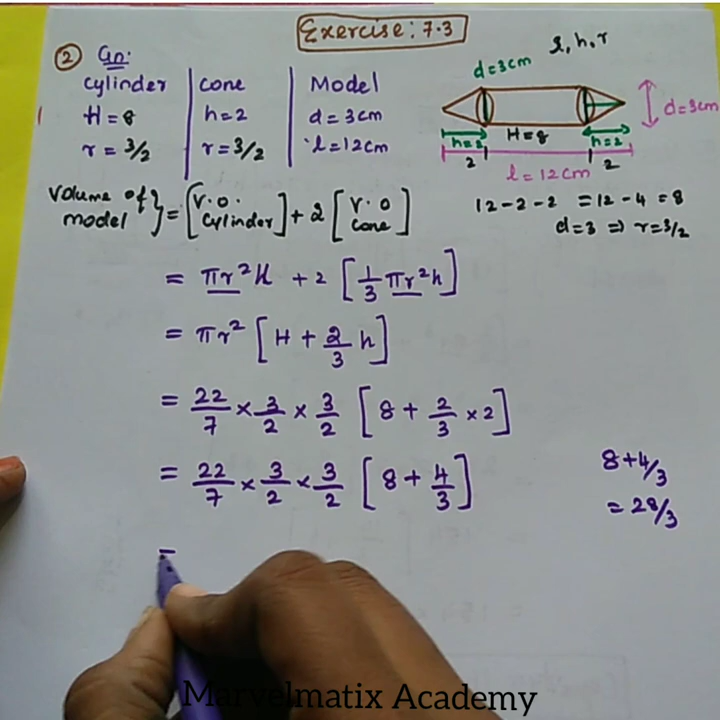 Exercise: 7.3
② Gn:
Cylinder | Cone | Model
H = 8 | h = 2 | d = 3cm
r = 3/2 | r = 3/2 | l = 12cm
l, h, r
d = 3cm
d = 3cm
h = 2 H = 8 h = 2
2 2
l = 12cm
12 - 2 - 2 = 12 - 4 = 8
d = 3 ⇒ r = 3/2
Volume of model } = [V.O. Cylinder] + 2 [V.O Cone]
= πr²H + 2 [1/3 πr²h]
= πr² [H + 2/3 h]
= 22/7 × 3/2 × 3/2 [8 + 2/3 × 2]
= 22/7 × 3/2 × 3/2 [8 + 4/3]
8 + 4/3
= 28/3
=
Marvelmatix Academy